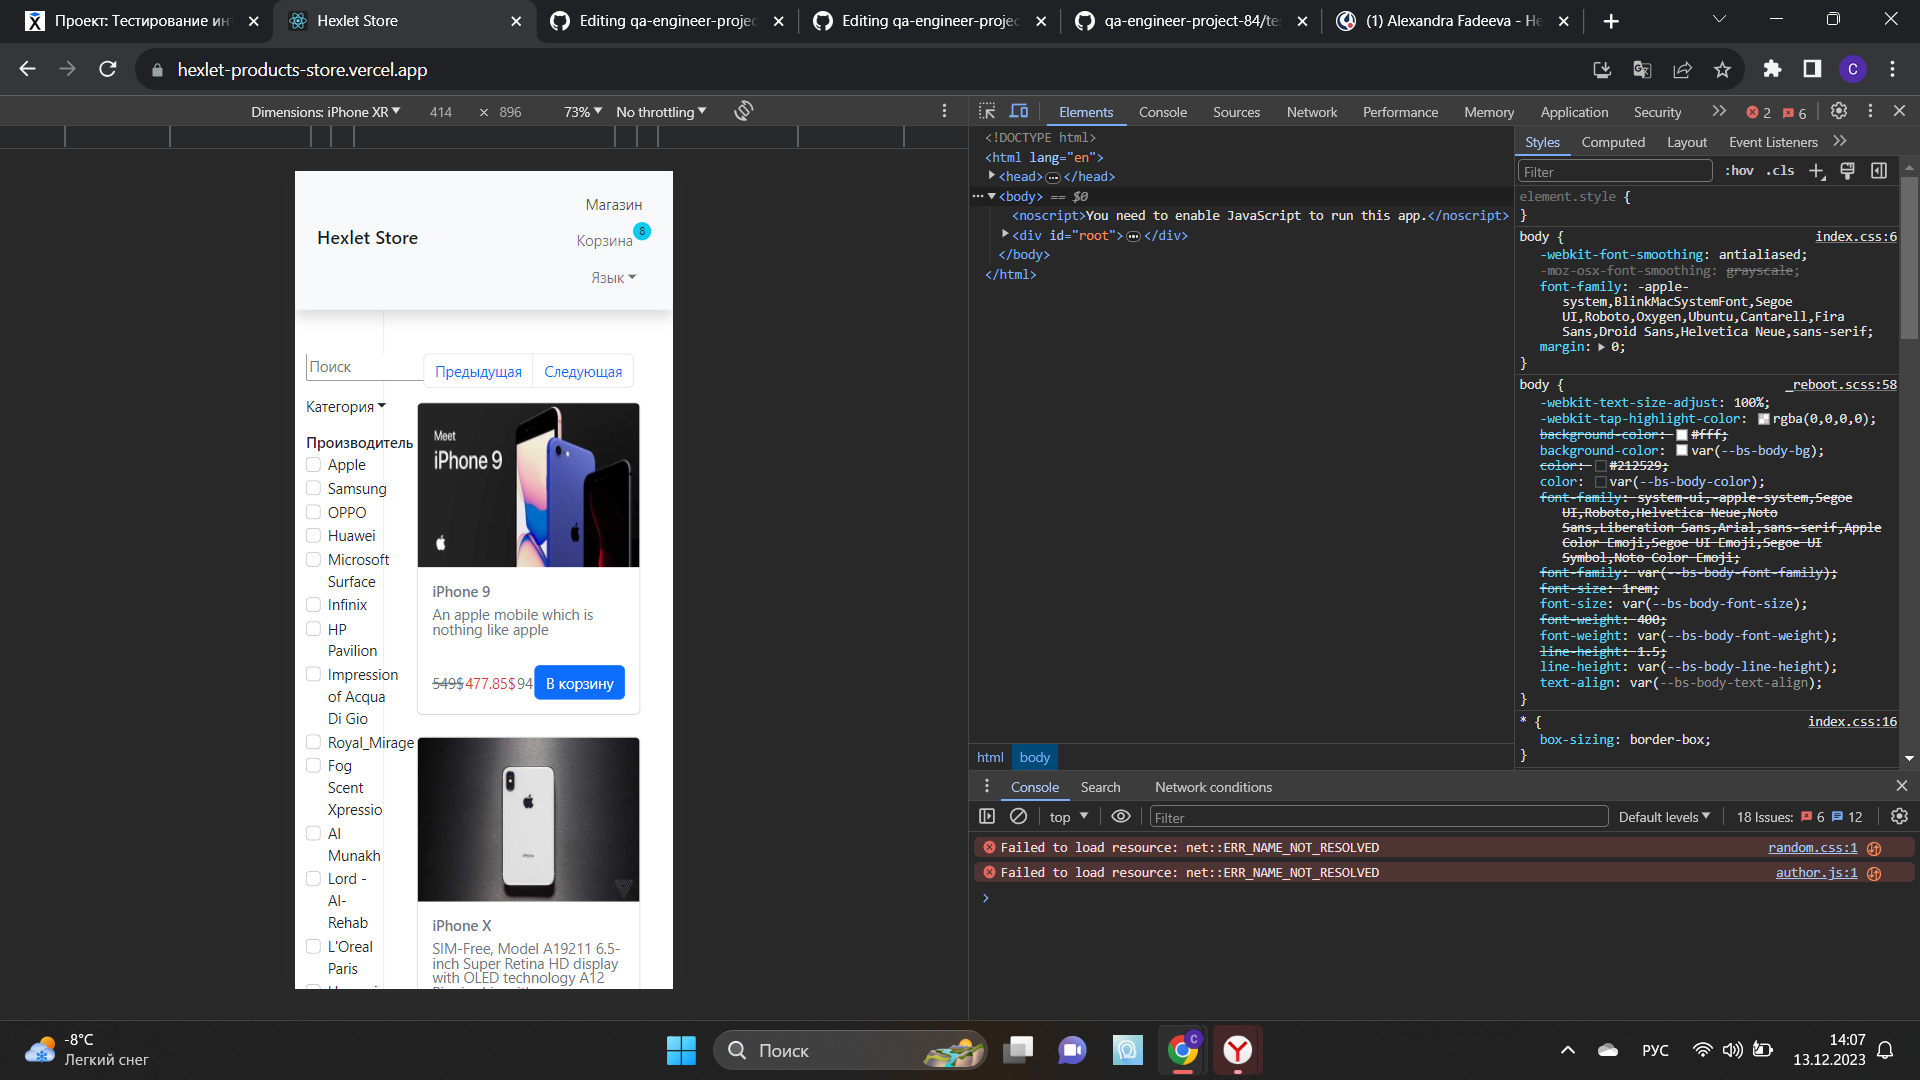 Проект: Тестирование инт
Hexlet Store
Editing qa-engineer-projec
Editing qa-engineer-projec
qa-engineer-project-84/te
(1) Alexandra Fadeeva - He
hexlet-products-store.vercel.app
C
Dimensions: iPhone XR
414 × 896
73%
No throttling
Elements
Console
Sources
Network
Performance
Memory
Application
Security
2
6
Магазин
Hexlet Store
Корзина
8
Язык
Поиск
Предыдущая
Следующая
Категория
Производитель
Apple
Samsung
OPPO
Huawei
Microsoft
Surface
Infinix
HP
Pavilion
Impression
of Acqua
Di Gio
Royal_Mirage
Fog
Scent
Xpressio
Al
Munakh
Lord -
Al-
Rehab
L'Oreal
Paris
Meet
iPhone 9
iPhone 9
An apple mobile which is
nothing like apple
549$477.85$94
В корзину
iPhone X
SIM-Free, Model A19211 6.5-
inch Super Retina HD display
with OLED technology A12
<!DOCTYPE html>
<html lang="en">
<head>…</head>
<body> == $0
<noscript>You need to enable JavaScript to run this app.</noscript>
<div id="root">…</div>
</body>
</html>
html
body
Styles
Computed
Layout
Event Listeners
Filter
:hov
.cls
element.style {
}
body {
index.css:6
-webkit-font-smoothing: antialiased;
-moz-osx-font-smoothing: grayscale;
font-family: -apple-
system,BlinkMacSystemFont,Segoe
UI,Roboto,Oxygen,Ubuntu,Cantarell,Fira
Sans,Droid Sans,Helvetica Neue,sans-serif;
margin: 0;
}
body {
_reboot.scss:58
-webkit-text-size-adjust: 100%;
-webkit-tap-highlight-color: rgba(0,0,0,0);
background-color: #fff;
background-color: var(--bs-body-bg);
color: #212529;
color: var(--bs-body-color);
font-family: system-ui,-apple-system,Segoe
UI,Roboto,Helvetica Neue,Noto
Sans,Liberation Sans,Arial,sans-serif,Apple
Color Emoji,Segoe UI Emoji,Segoe UI
Symbol,Noto Color Emoji;
font-family: var(--bs-body-font-family);
font-size: 1rem;
font-size: var(--bs-body-font-size);
font-weight: 400;
font-weight: var(--bs-body-font-weight);
line-height: 1.5;
line-height: var(--bs-body-line-height);
text-align: var(--bs-body-text-align);
}
* {
index.css:16
box-sizing: border-box;
}
Console
Search
Network conditions
top
Filter
Default levels
18 Issues:
6
12
Failed to load resource: net::ERR_NAME_NOT_RESOLVED
random.css:1
Failed to load resource: net::ERR_NAME_NOT_RESOLVED
author.js:1
-8°C
Легкий снег
Поиск
C
РУС
14:07
13.12.2023